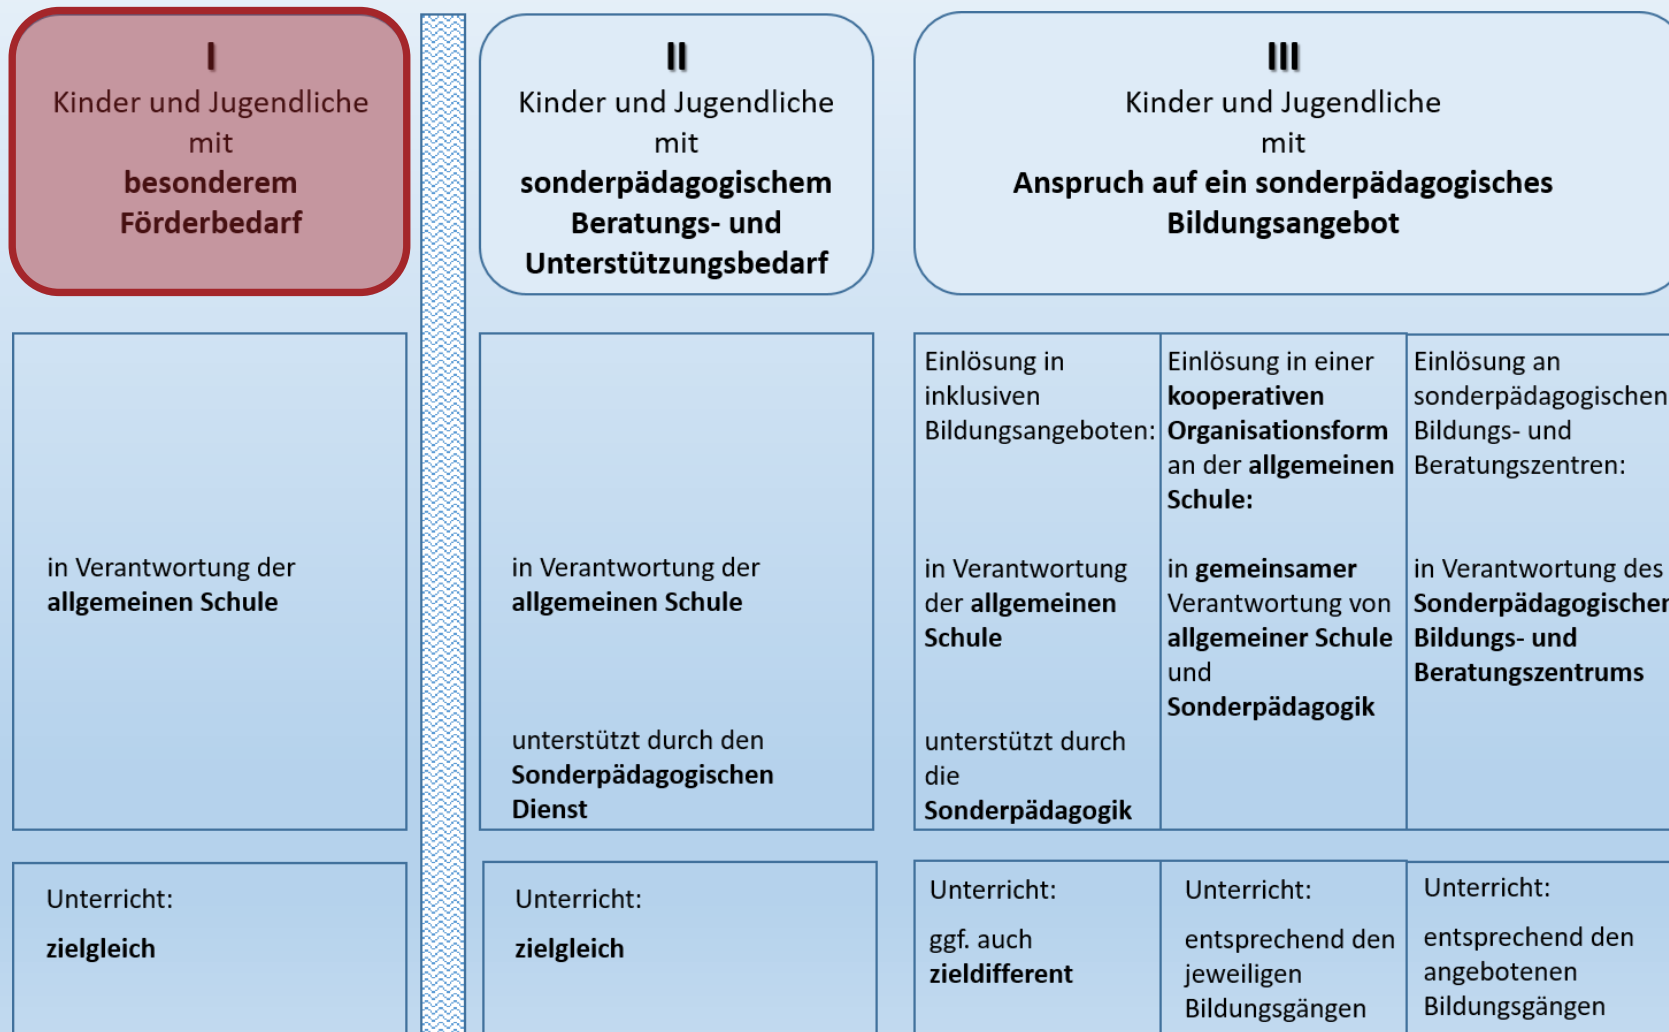 I
Kinder und Jugendliche
mit
besonderem
Förderbedarf
II
Kinder und Jugendliche
mit
sonderpädagogischem
Beratungs- und
Unterstützungsbedarf
III
Kinder und Jugendliche
mit
Anspruch auf ein sonderpädagogisches
Bildungsangebot
in Verantwortung der
allgemeinen Schule
in Verantwortung der
allgemeinen Schule
unterstützt durch den
Sonderpädagogischen
Dienst
Einlösung in
inklusiven
Bildungsangeboten:
in Verantwortung
der allgemeinen
Schule
unterstützt durch
die
Sonderpädagogik
Einlösung in einer
kooperativen
Organisationsform
an der allgemeinen
Schule:
in gemeinsamer
Verantwortung von
allgemeiner Schule
und
Sonderpädagogik
Einlösung an
sonderpädagogischen
Bildungs- und
Beratungszentren:
in Verantwortung des
Sonderpädagogischen
Bildungs- und
Beratungszentrums
Unterricht:
zielgleich
Unterricht:
zielgleich
Unterricht:
ggf. auch
zieldifferent
Unterricht:
entsprechend den
jeweiligen
Bildungsgängen
Unterricht:
entsprechend den
angebotenen
Bildungsgängen